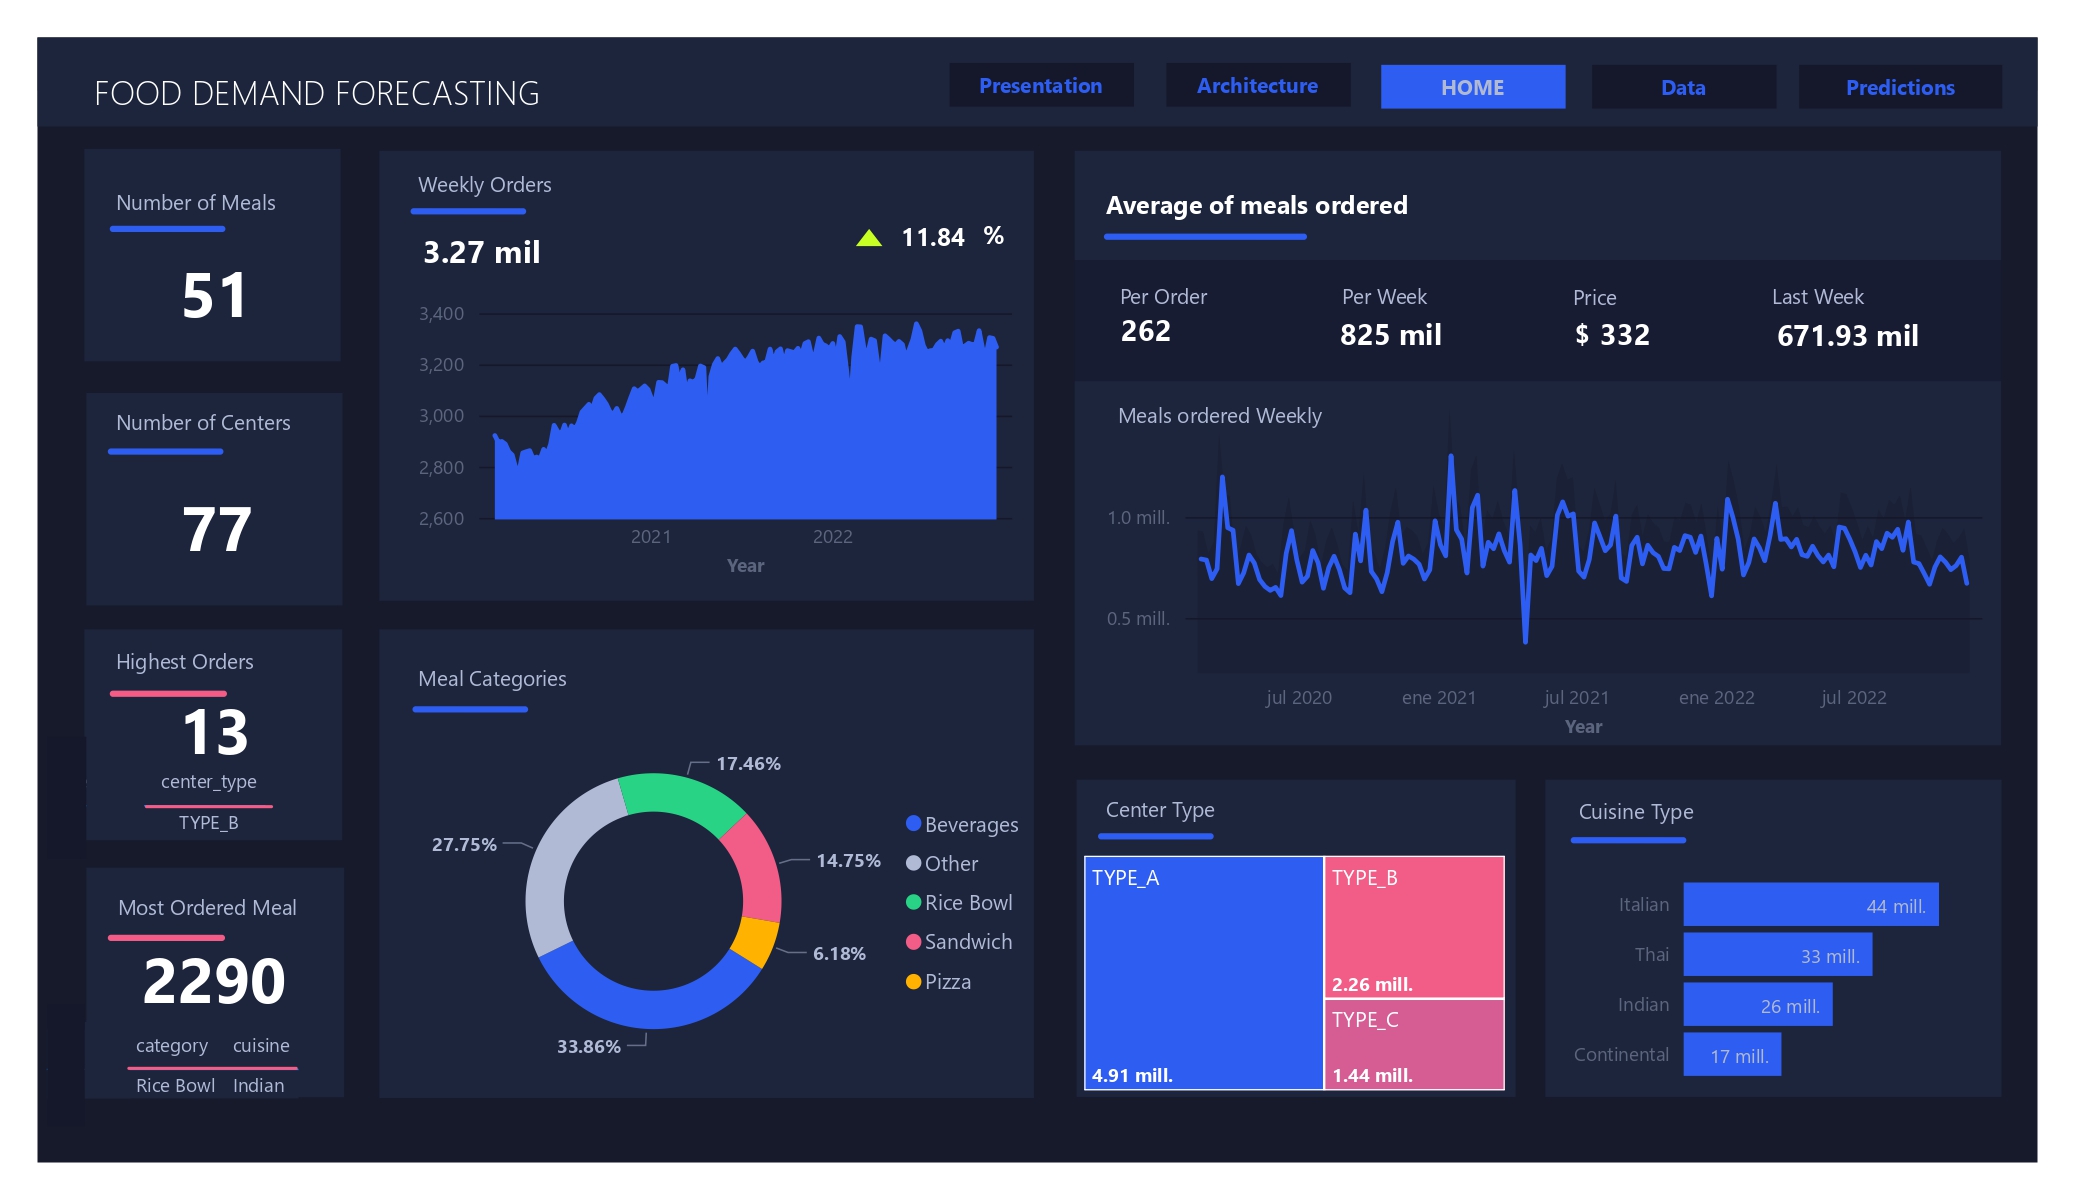 FOOD DEMAND FORECASTING
Presentation
Architecture
HOME
Data
Predictions
Number of Meals
51
Number of Centers
77
Highest Orders
13
center_type
TYPE_B
Most Ordered Meal
2290
category cuisine
Rice Bowl Indian
Weekly Orders
3.27 mil
11.84 %
3,400
3,200
3,000
2,800
2,600
2021 2022
Year
Meal Categories
17.46%
27.75%
14.75%
6.18%
33.86%
Beverages
Other
Rice Bowl
Sandwich
Pizza
Average of meals ordered
Per Order Per Week Price Last Week
262 825 mil $ 332 671.93 mil
Meals ordered Weekly
1.0 mill.
0.5 mill.
jul 2020 ene 2021 jul 2021 ene 2022 jul 2022
Year
Center Type
TYPE_A
4.91 mill.
TYPE_B
2.26 mill.
TYPE_C
1.44 mill.
Cuisine Type
Italian 44 mill.
Thai 33 mill.
Indian 26 mill.
Continental 17 mill.